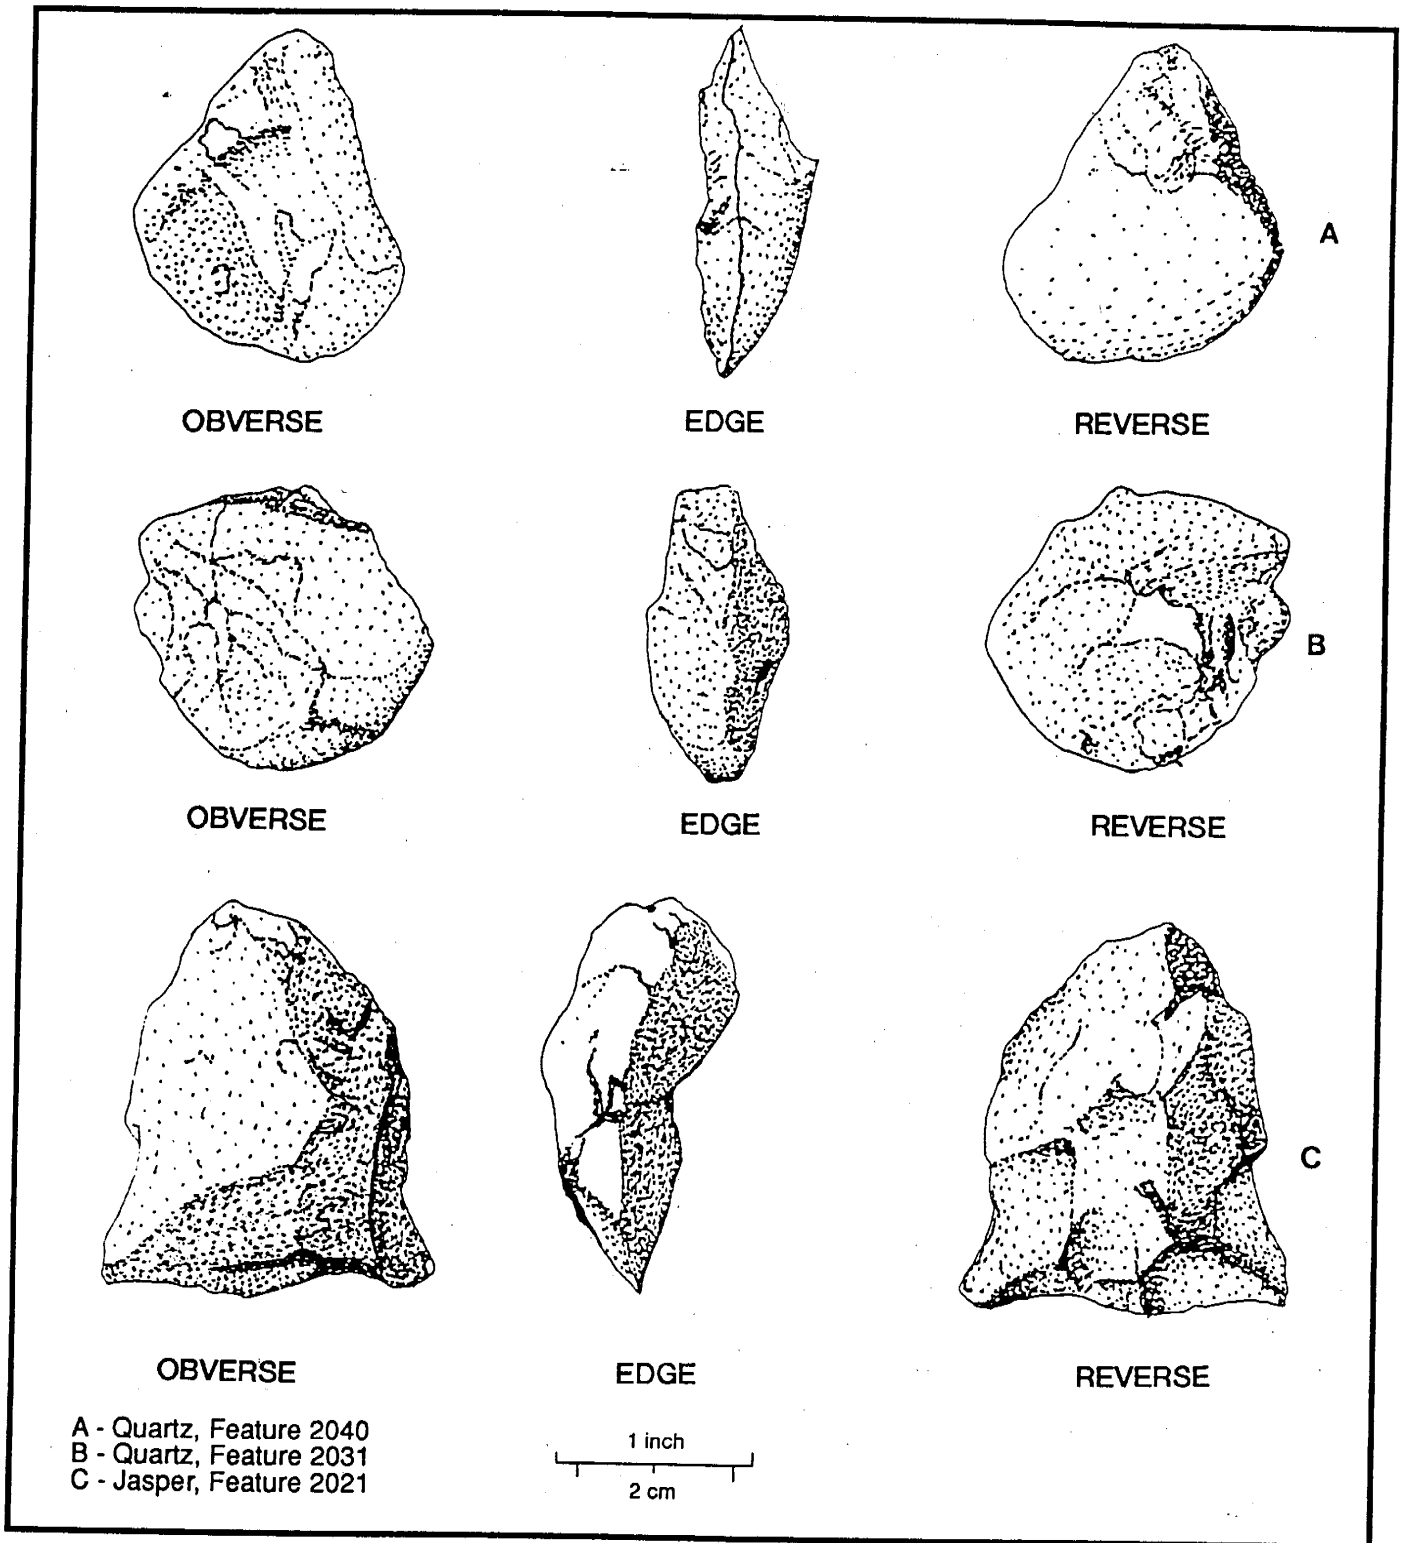 OBVERSE EDGE REVERSE
A
OBVERSE EDGE REVERSE
B
OBVERSE EDGE REVERSE
C
A - Quartz, Feature 2040
B - Quartz, Feature 2031
C - Jasper, Feature 2021
1 inch
2 cm